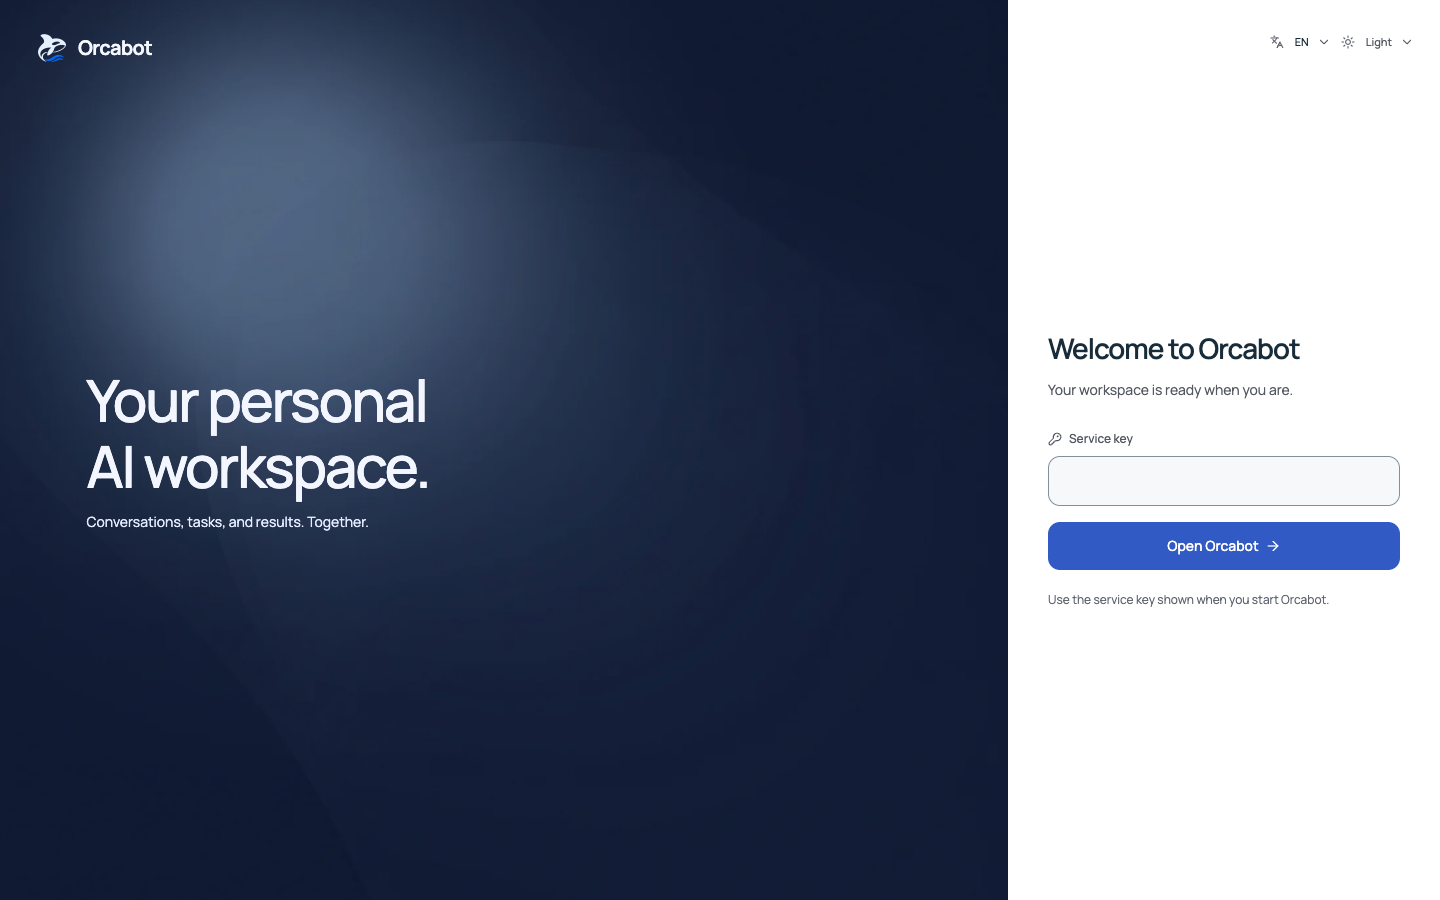 Orcabot
EN
Light
Your personal
AI workspace.
Conversations, tasks, and results. Together.
Welcome to Orcabot
Your workspace is ready when you are.
Service key
Open Orcabot
Use the service key shown when you start Orcabot.